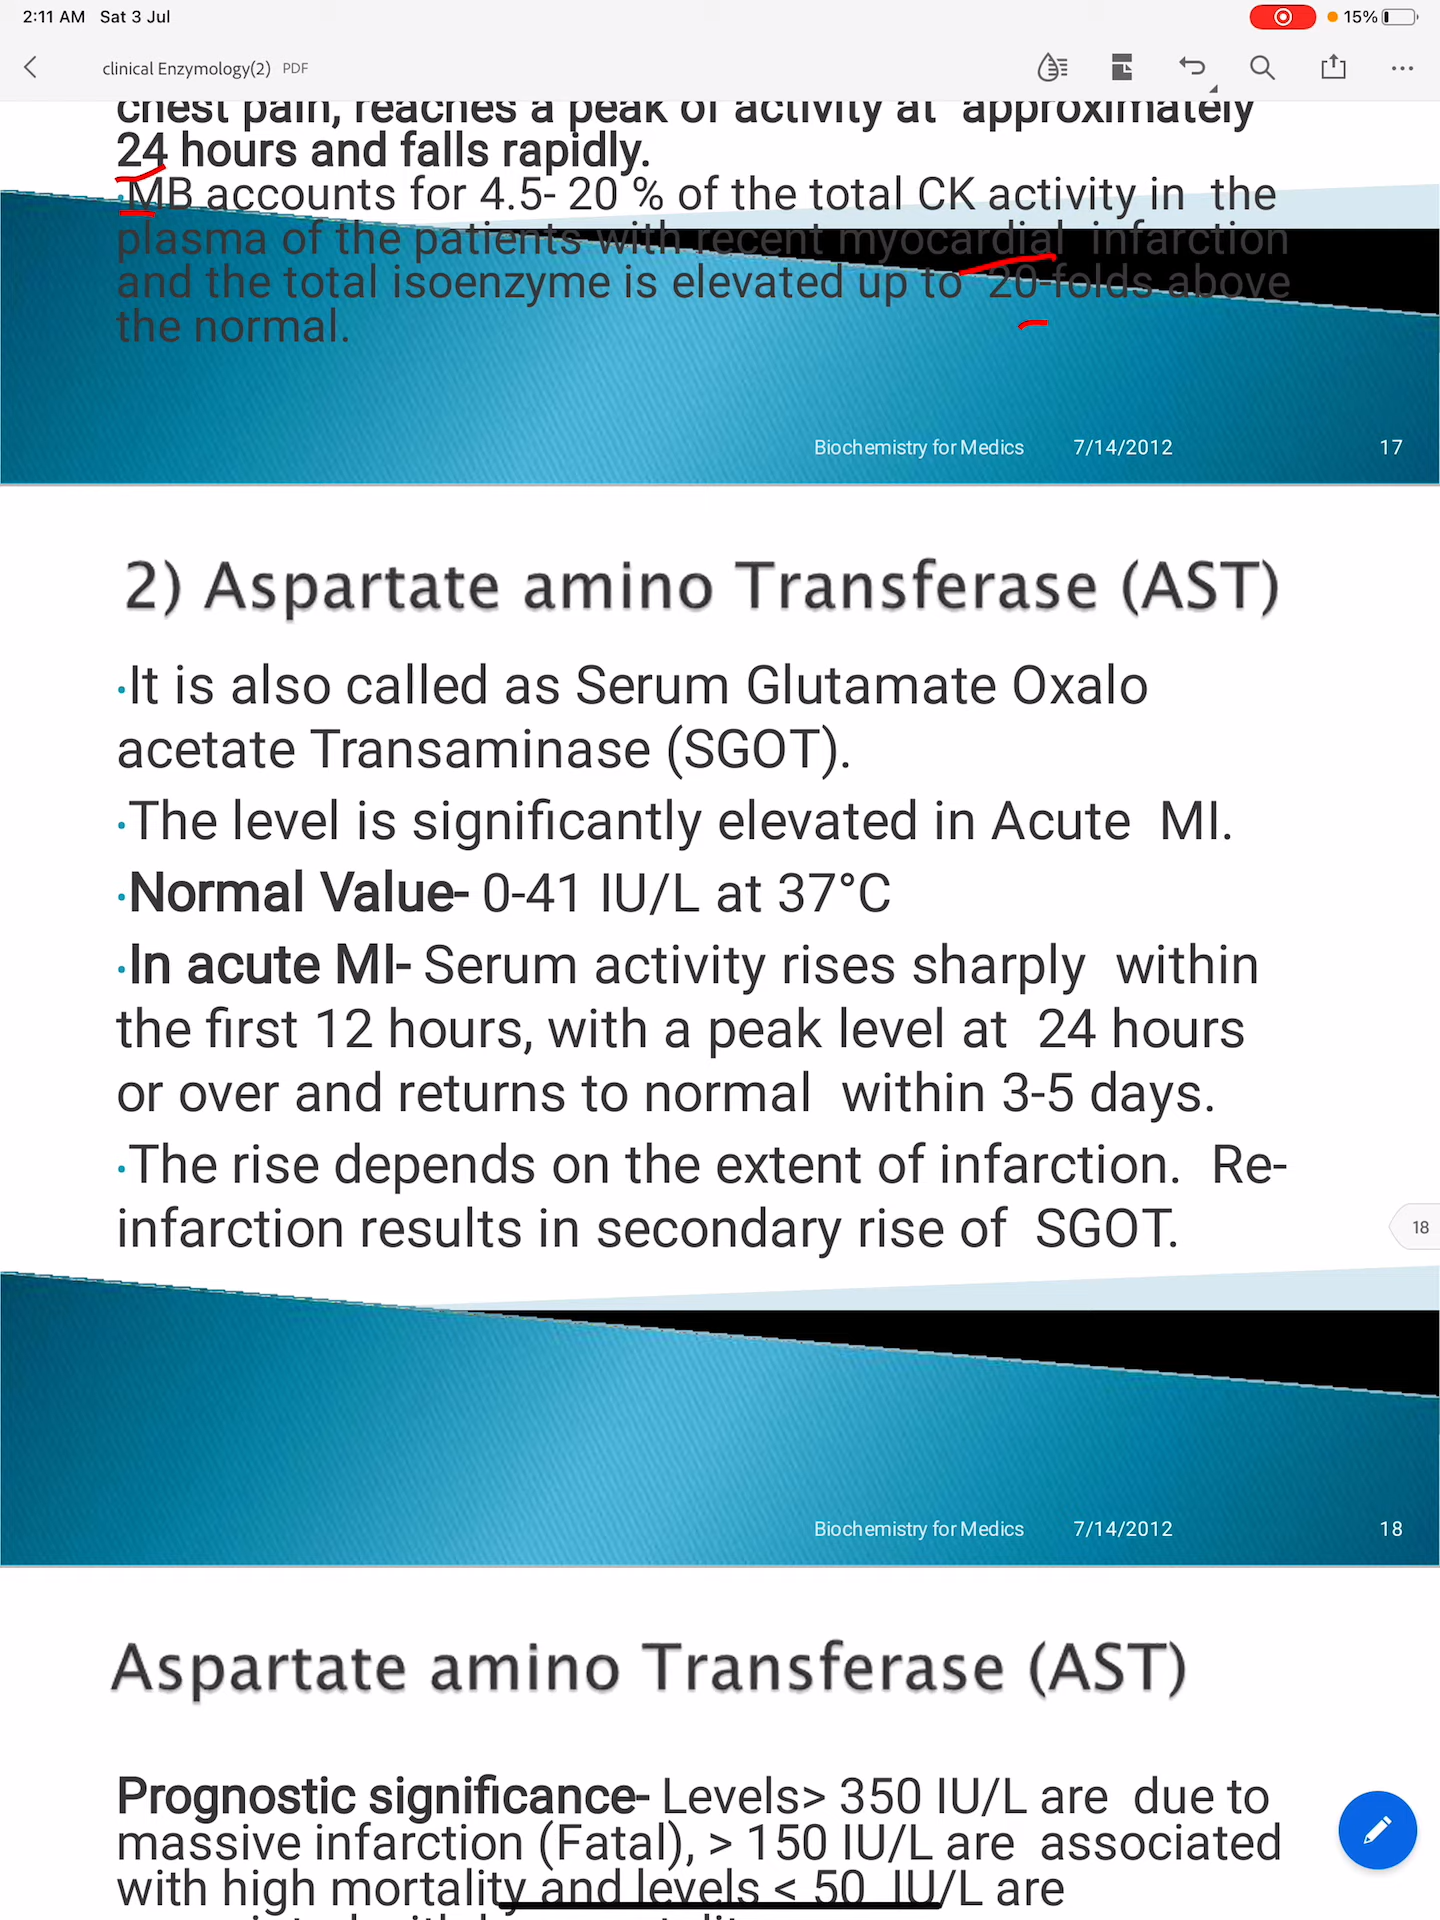 2:11 AM Sat 3 Jul
15%
clinical Enzymology(2) PDF
chest pain, reaches a peak of activity at approximately
24 hours and falls rapidly.
·MB accounts for 4.5- 20 % of the total CK activity in the
plasma of the patients with recent myocardial infarction
and the total isoenzyme is elevated up to 20-folds above
the normal.
Biochemistry for Medics 7/14/2012 17
2) Aspartate amino Transferase (AST)
·It is also called as Serum Glutamate Oxalo
acetate Transaminase (SGOT).
·The level is significantly elevated in Acute MI.
·Normal Value- 0-41 IU/L at 37°C
·In acute MI- Serum activity rises sharply within
the first 12 hours, with a peak level at 24 hours
or over and returns to normal within 3-5 days.
·The rise depends on the extent of infarction. Re-
infarction results in secondary rise of SGOT.
18
Biochemistry for Medics 7/14/2012 18
Aspartate amino Transferase (AST)
Prognostic significance- Levels> 350 IU/L are due to
massive infarction (Fatal), > 150 IU/L are associated
with high mortality and levels < 50 IU/L are